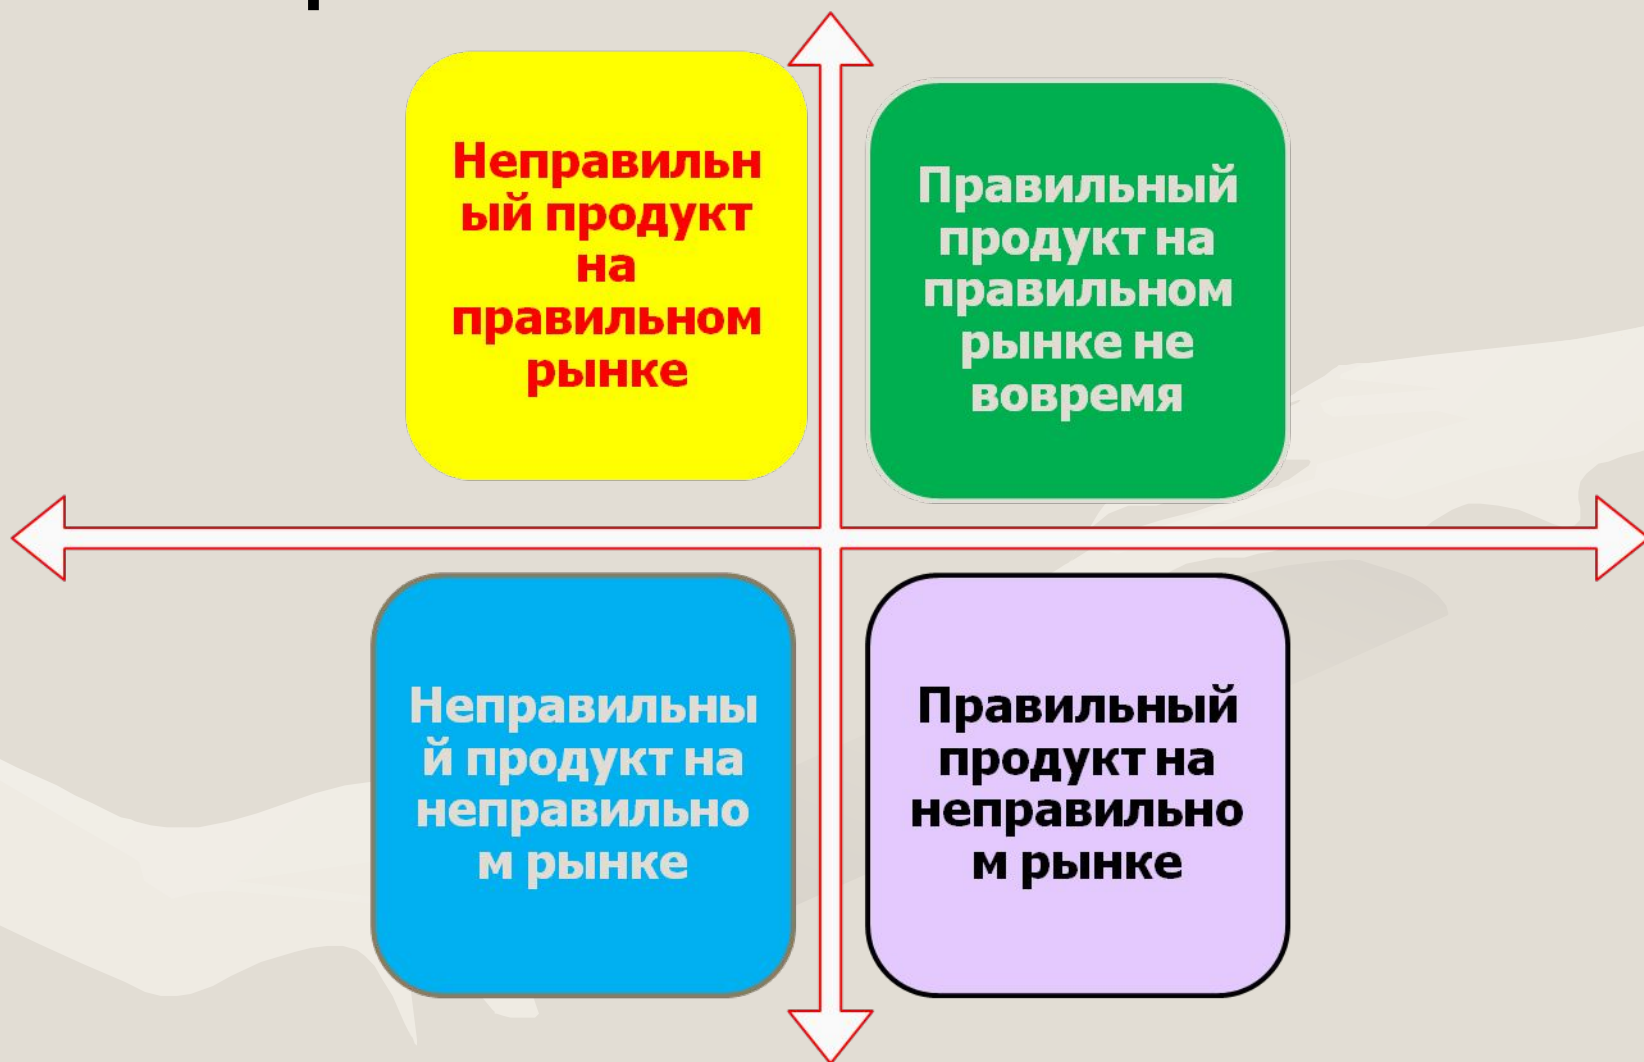 Неправильн
ый продукт
на
правильном
рынке
Правильный
продукт на
правильном
рынке не
вовремя
Неправильны
й продукт на
неправильно
м рынке
Правильный
продукт на
неправильно
м рынке